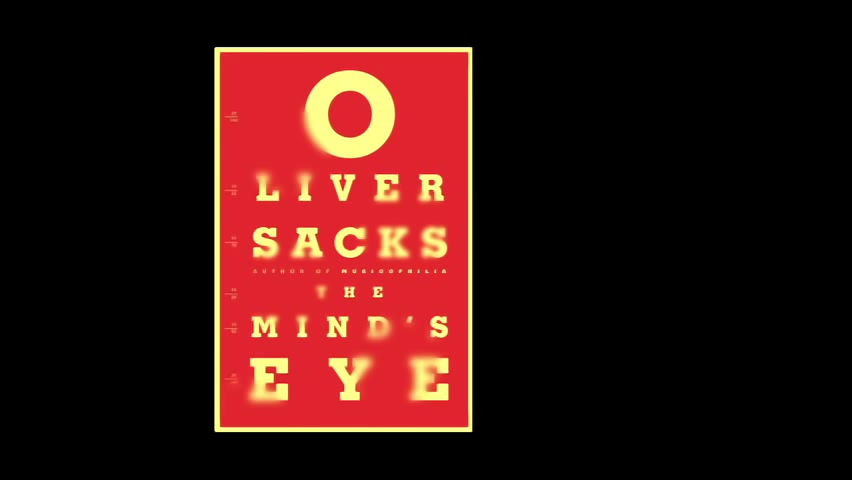 O
LIVER
SACKS
AUTHOR OF MUSICOPHILIA
THE
MIND'S
EYE